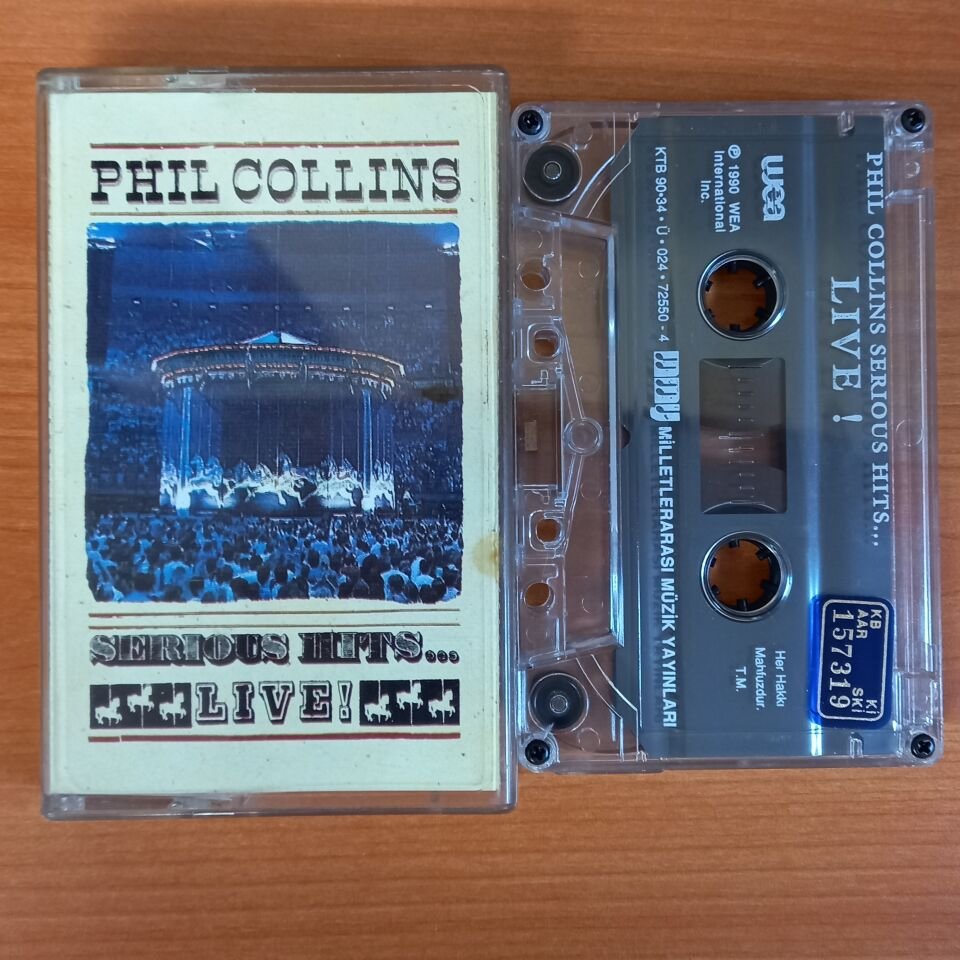 PHIL COLLINS
SERIOUS HITS...
LIVE!
PHIL COLLINS SERIOUS HITS...
LIVE !
wea
℗ 1990 WEA
International
Inc.
KTB 90•34 • Ü • 024 • 72550 - 4
MİLLETLERARASI MÜZİK YAYINLARI
Her Hakkı
Mahfuzdur.
T.M.
KB Kİ
AAR SKİ
157319